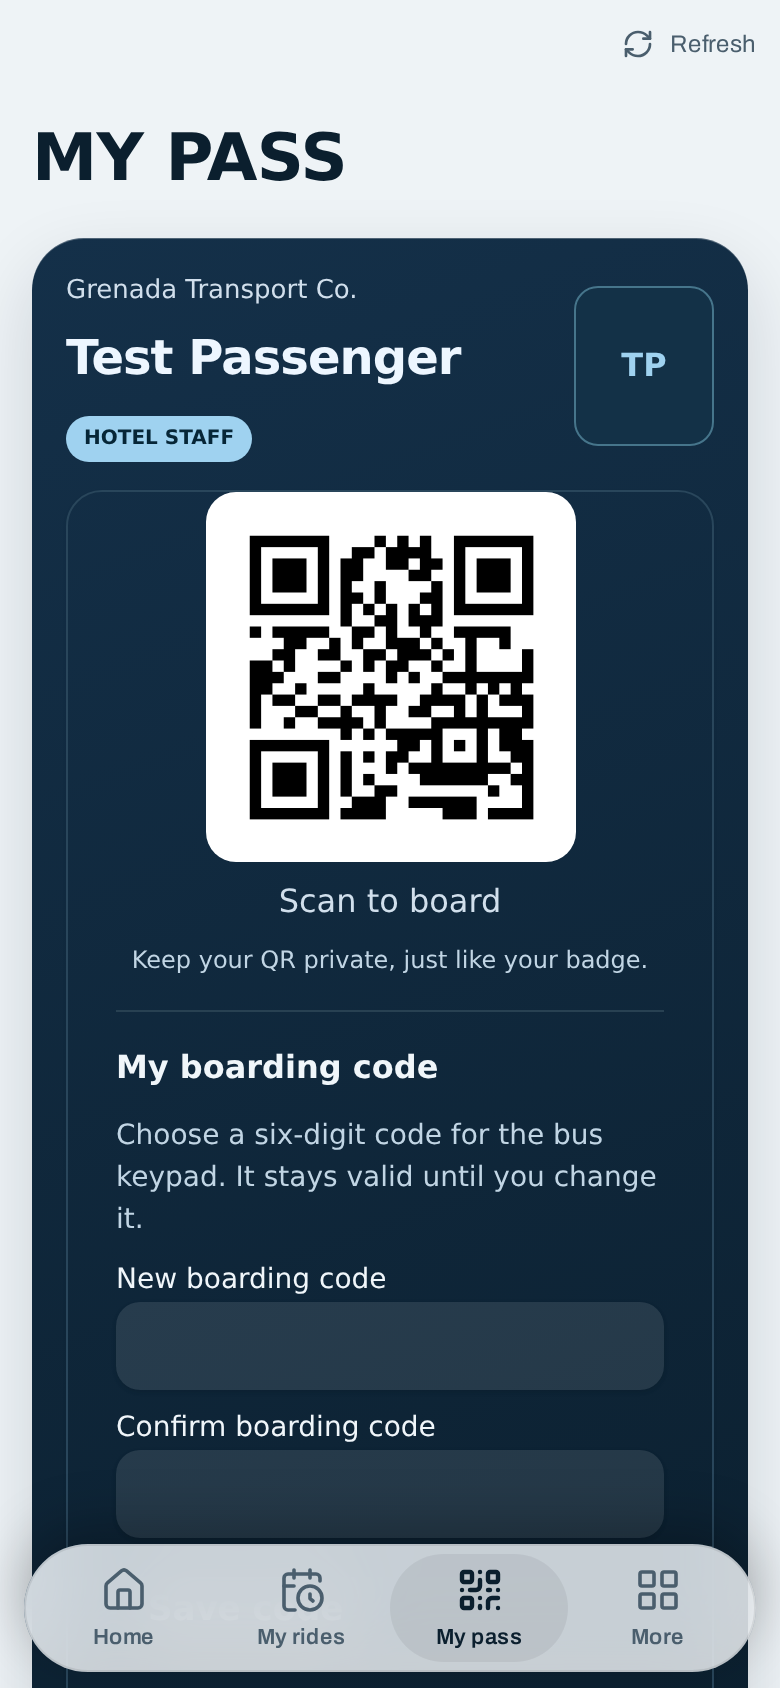 Refresh
MY PASS
Grenada Transport Co.
Test Passenger
TP
HOTEL STAFF
Scan to board
Keep your QR private, just like your badge.
My boarding code
Choose a six-digit code for the bus
keypad. It stays valid until you change
it.
New boarding code
Confirm boarding code
Save code
Home
My rides
My pass
More